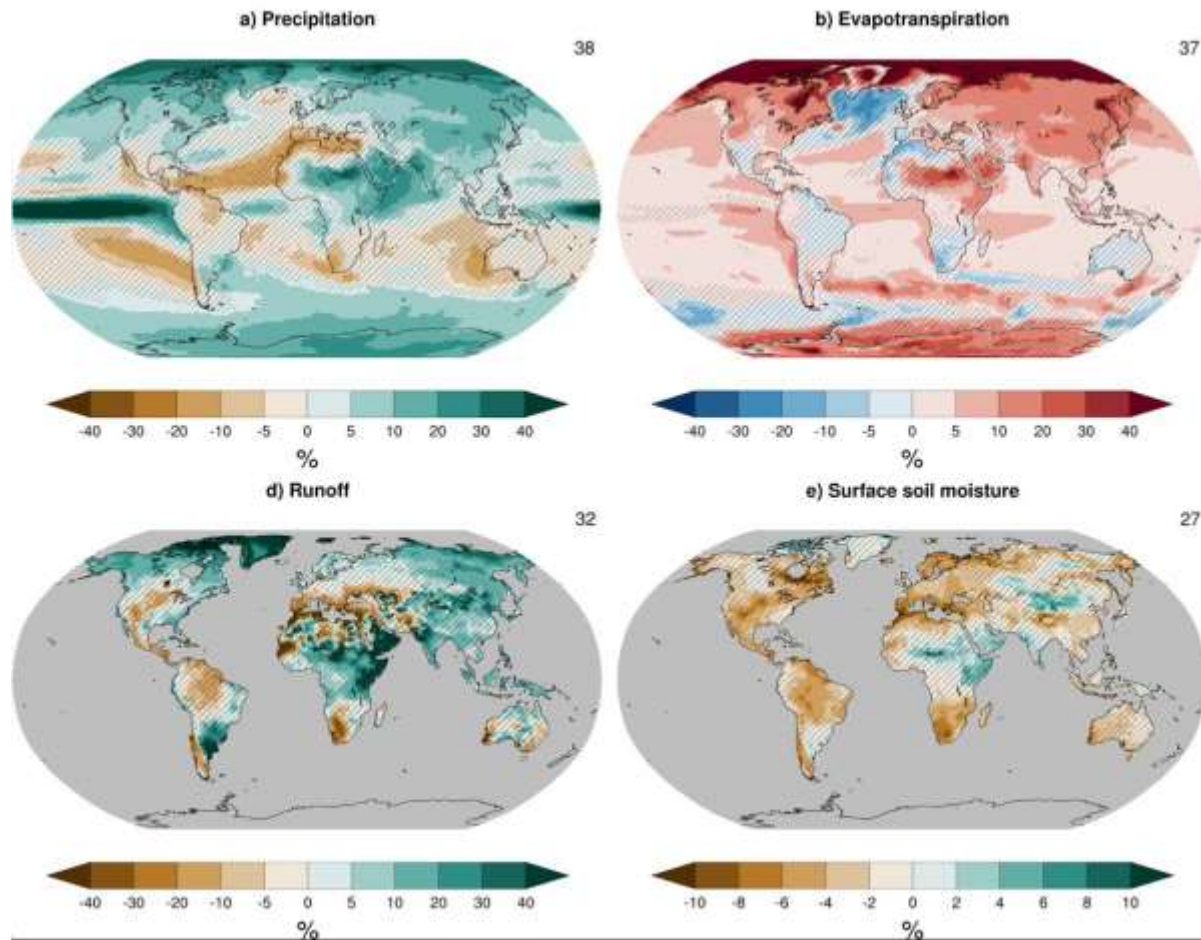 a) Precipitation
38
b) Evapotranspiration
37
-40 -30 -20 -10 -5 0 5 10 20 30 40
%
-40 -30 -20 -10 -5 0 5 10 20 30 40
%
d) Runoff
32
e) Surface soil moisture
27
-40 -30 -20 -10 -5 0 5 10 20 30 40
%
-10 -8 -6 -4 -2 0 2 4 6 8 10
%